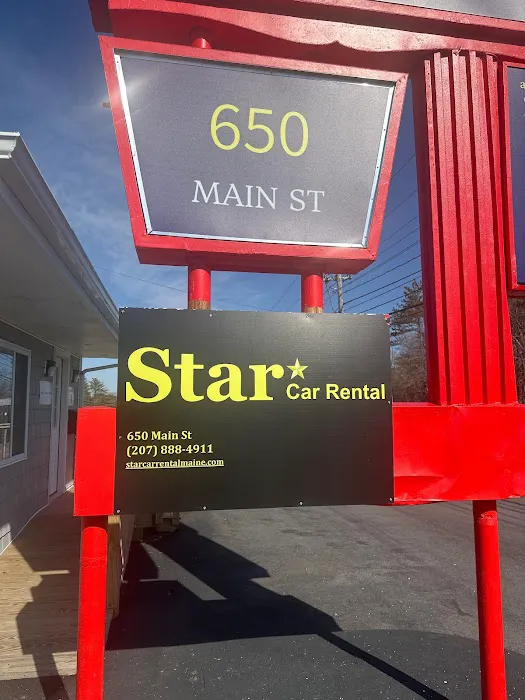 650
MAIN ST
Star
Car Rental
650 Main St
(207) 888-4911
starcarrentalmaine.com